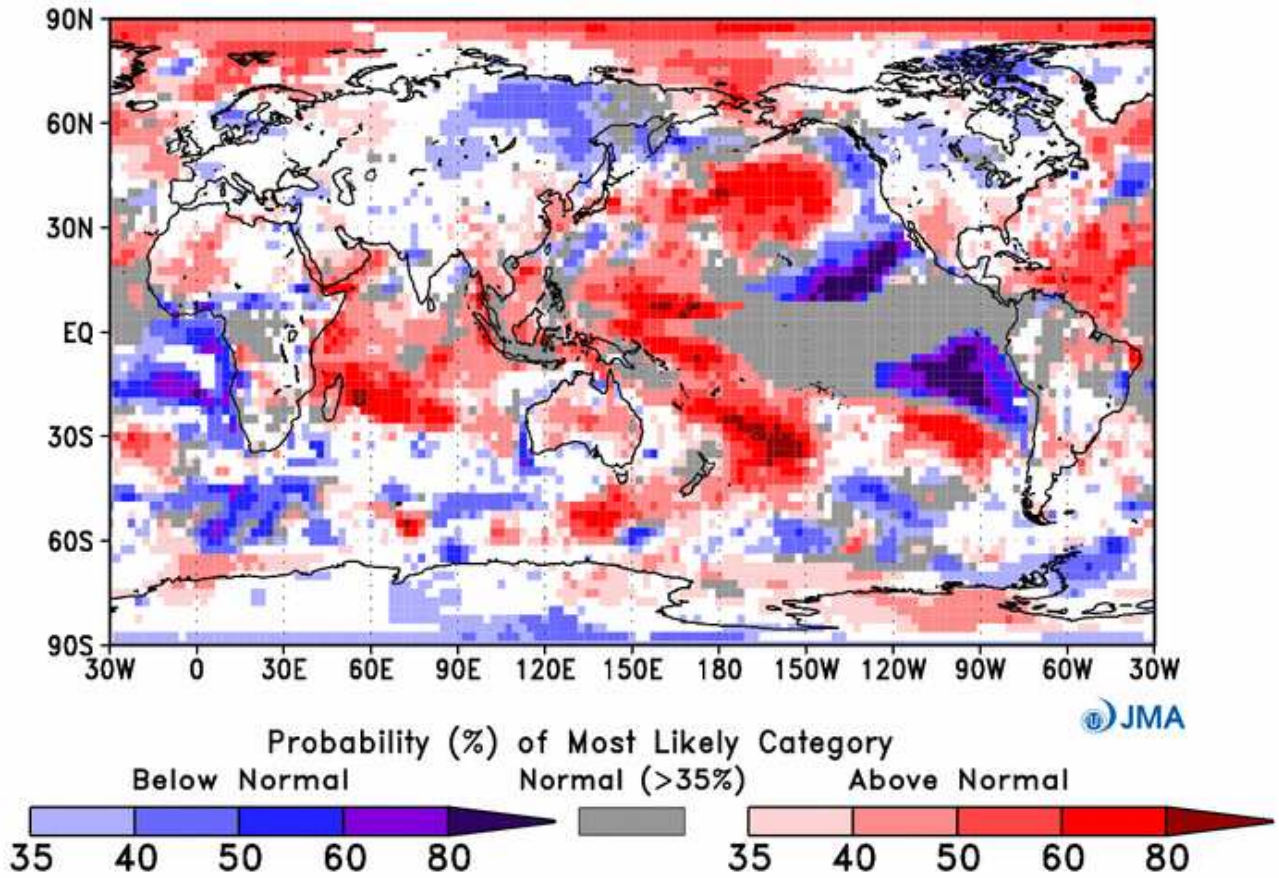 90N
60N
30N
EQ
30S
60S
90S
30W 0 30E 60E 90E 120E 150E 180 150W 120W 90W 60W 30W
JMA
Probability (%) of Most Likely Category
Below Normal Normal (>35%) Above Normal
35 40 50 60 80 35 40 50 60 80